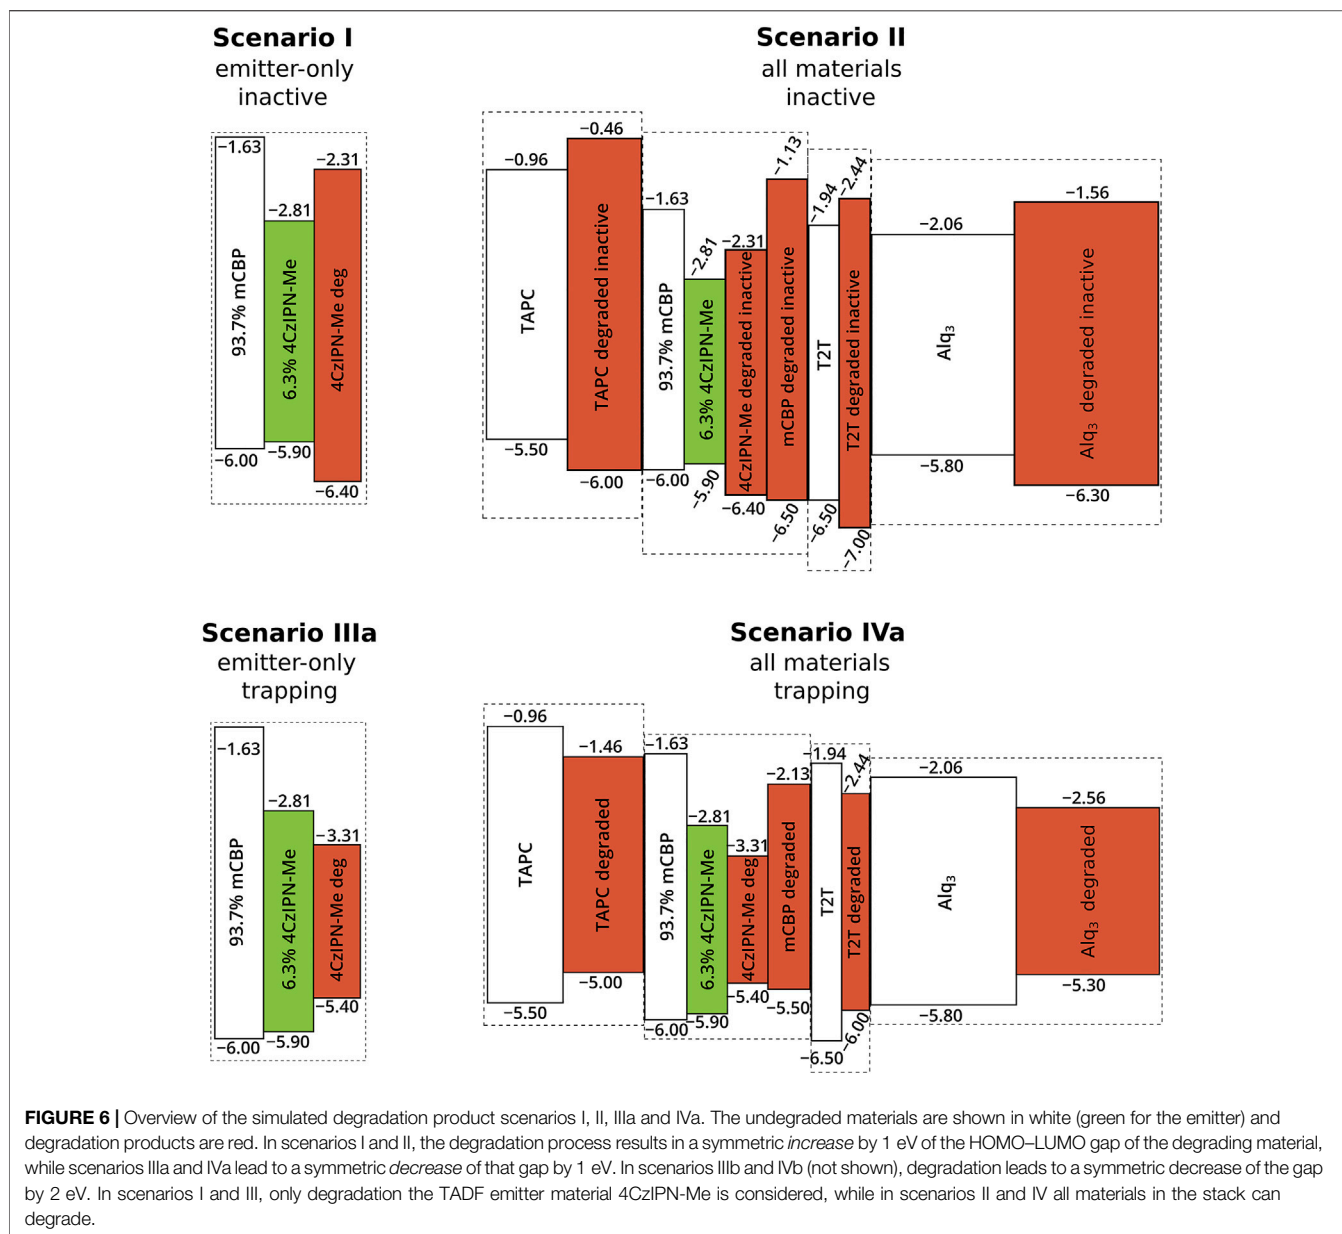 Scenario I
emitter-only
inactive
−1.63
−2.81
−2.31
93.7% mCBP
6.3% 4CzIPN-Me
4CzIPN-Me deg
−6.00
−5.90
−6.40
Scenario II
all materials
inactive
−0.96
−0.46
−1.63
−2.81
−2.31
−1.13
−1.94
−2.44
−2.06
−1.56
TAPC
TAPC degraded inactive
93.7% mCBP
6.3% 4CzIPN-Me
4CzIPN-Me degraded inactive
mCBP degraded inactive
T2T
T2T degraded inactive
Alq₃
Alq₃ degraded inactive
−5.50
−6.00
−6.00
−5.90
−6.40
−6.50
−6.50
−7.00
−5.80
−6.30
Scenario IIIa
emitter-only
trapping
−1.63
−2.81
−3.31
93.7% mCBP
6.3% 4CzIPN-Me
4CzIPN-Me deg
−6.00
−5.90
−5.40
Scenario IVa
all materials
trapping
−0.96
−1.46
−1.63
−2.81
−3.31
−2.13
−1.94
−2.44
−2.06
−2.56
TAPC
TAPC degraded
93.7% mCBP
6.3% 4CzIPN-Me
4CzIPN-Me deg
mCBP degraded
T2T
T2T degraded
Alq₃
Alq₃ degraded
−5.50
−5.00
−6.00
−5.90
−5.40
−5.50
−6.50
−6.00
−5.80
−5.30
FIGURE 6 | Overview of the simulated degradation product scenarios I, II, IIIa and IVa. The undegraded materials are shown in white (green for the emitter) and
degradation products are red. In scenarios I and II, the degradation process results in a symmetric increase by 1 eV of the HOMO–LUMO gap of the degrading material,
while scenarios IIIa and IVa lead to a symmetric decrease of that gap by 1 eV. In scenarios IIIb and IVb (not shown), degradation leads to a symmetric decrease of the gap
by 2 eV. In scenarios I and III, only degradation the TADF emitter material 4CzIPN-Me is considered, while in scenarios II and IV all materials in the stack can
degrade.